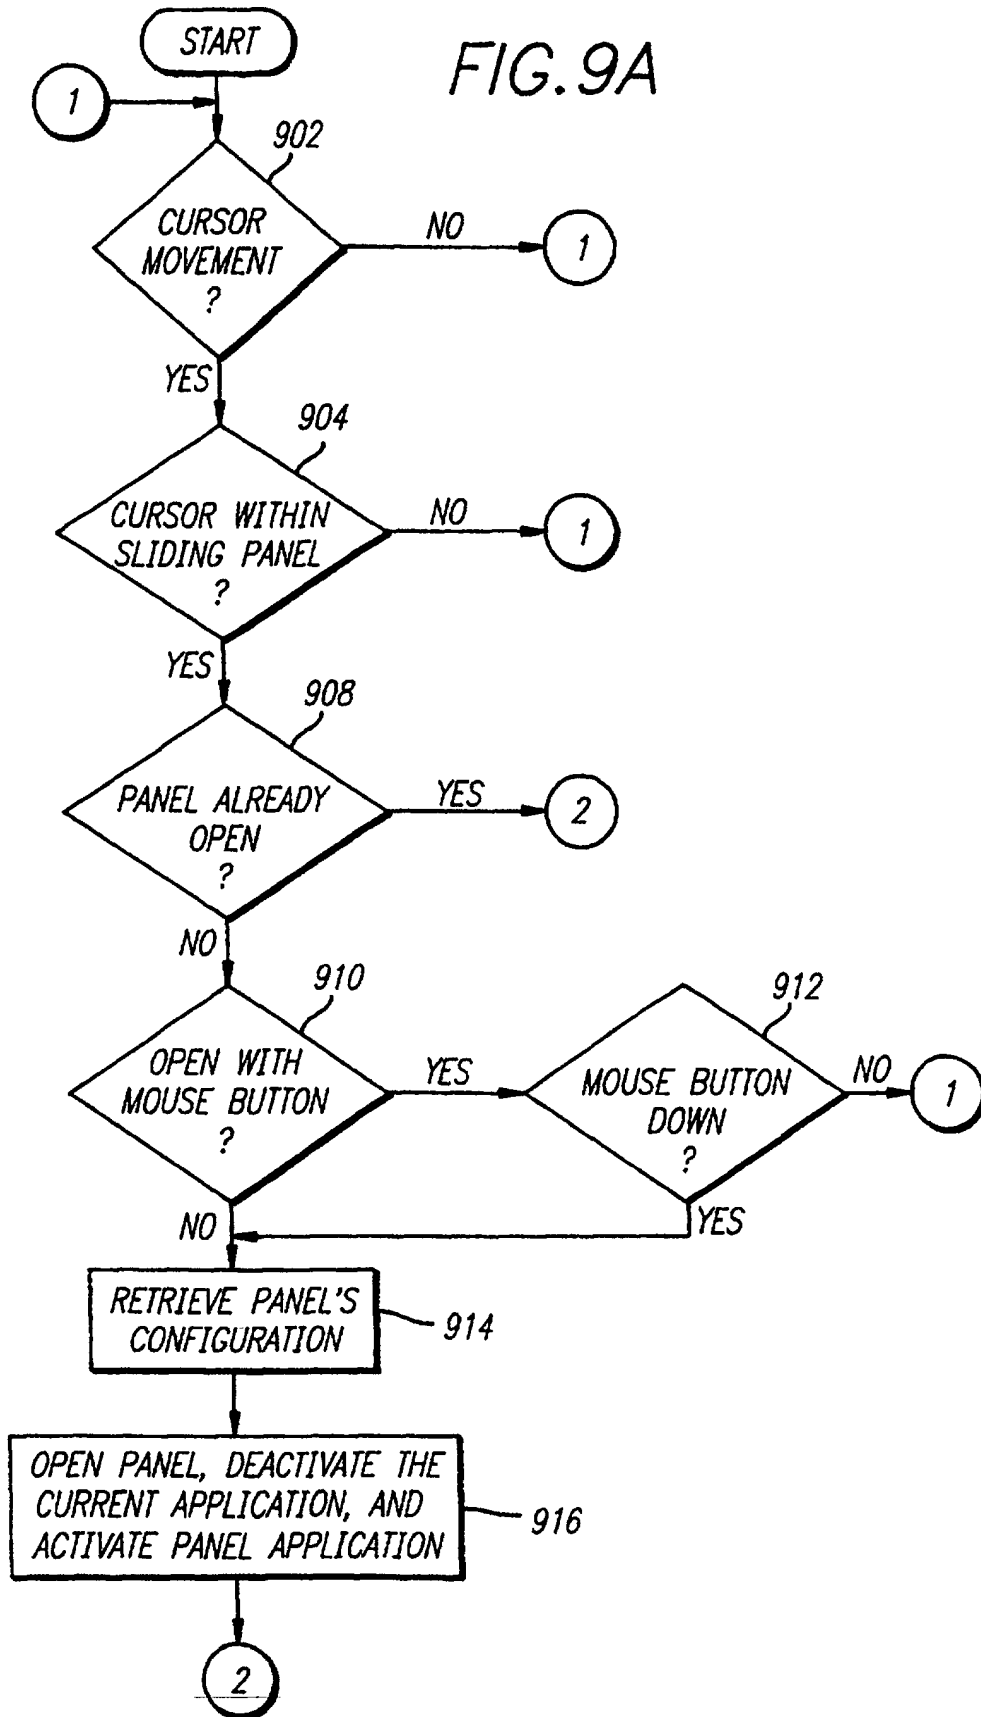 START
FIG. 9A
1
902
CURSOR
MOVEMENT
?
NO
1
YES
904
CURSOR WITHIN
SLIDING PANEL
?
NO
1
YES
908
PANEL ALREADY
OPEN
?
YES
2
NO
910
OPEN WITH
MOUSE BUTTON
?
YES
912
MOUSE BUTTON
DOWN
?
NO
1
NO
YES
RETRIEVE PANEL'S
CONFIGURATION
914
OPEN PANEL, DEACTIVATE THE
CURRENT APPLICATION, AND
ACTIVATE PANEL APPLICATION
916
2